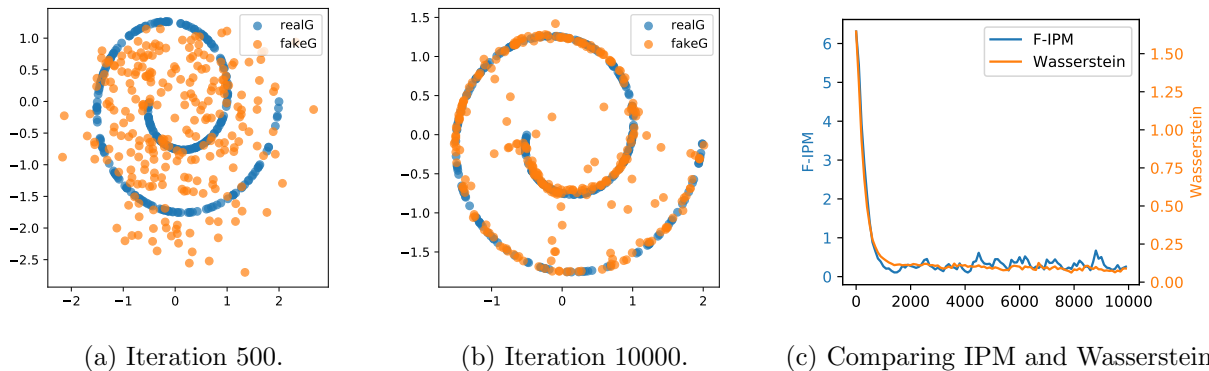 realG
fakeG
1.0
0.5
0.0
−0.5
−1.0
−1.5
−2.0
−2.5
−2 −1 0 1 2
(a) Iteration 500.
realG
fakeG
1.5
1.0
0.5
0.0
−0.5
−1.0
−1.5
−1 0 1 2
(b) Iteration 10000.
F-IPM
Wasserstein
F-IPM
6
5
4
3
2
1
0
1.50
1.25
1.00
0.75
0.50
0.25
0.00
Wasserstein
0 2000 4000 6000 8000 10000
(c) Comparing IPM and Wasserstein